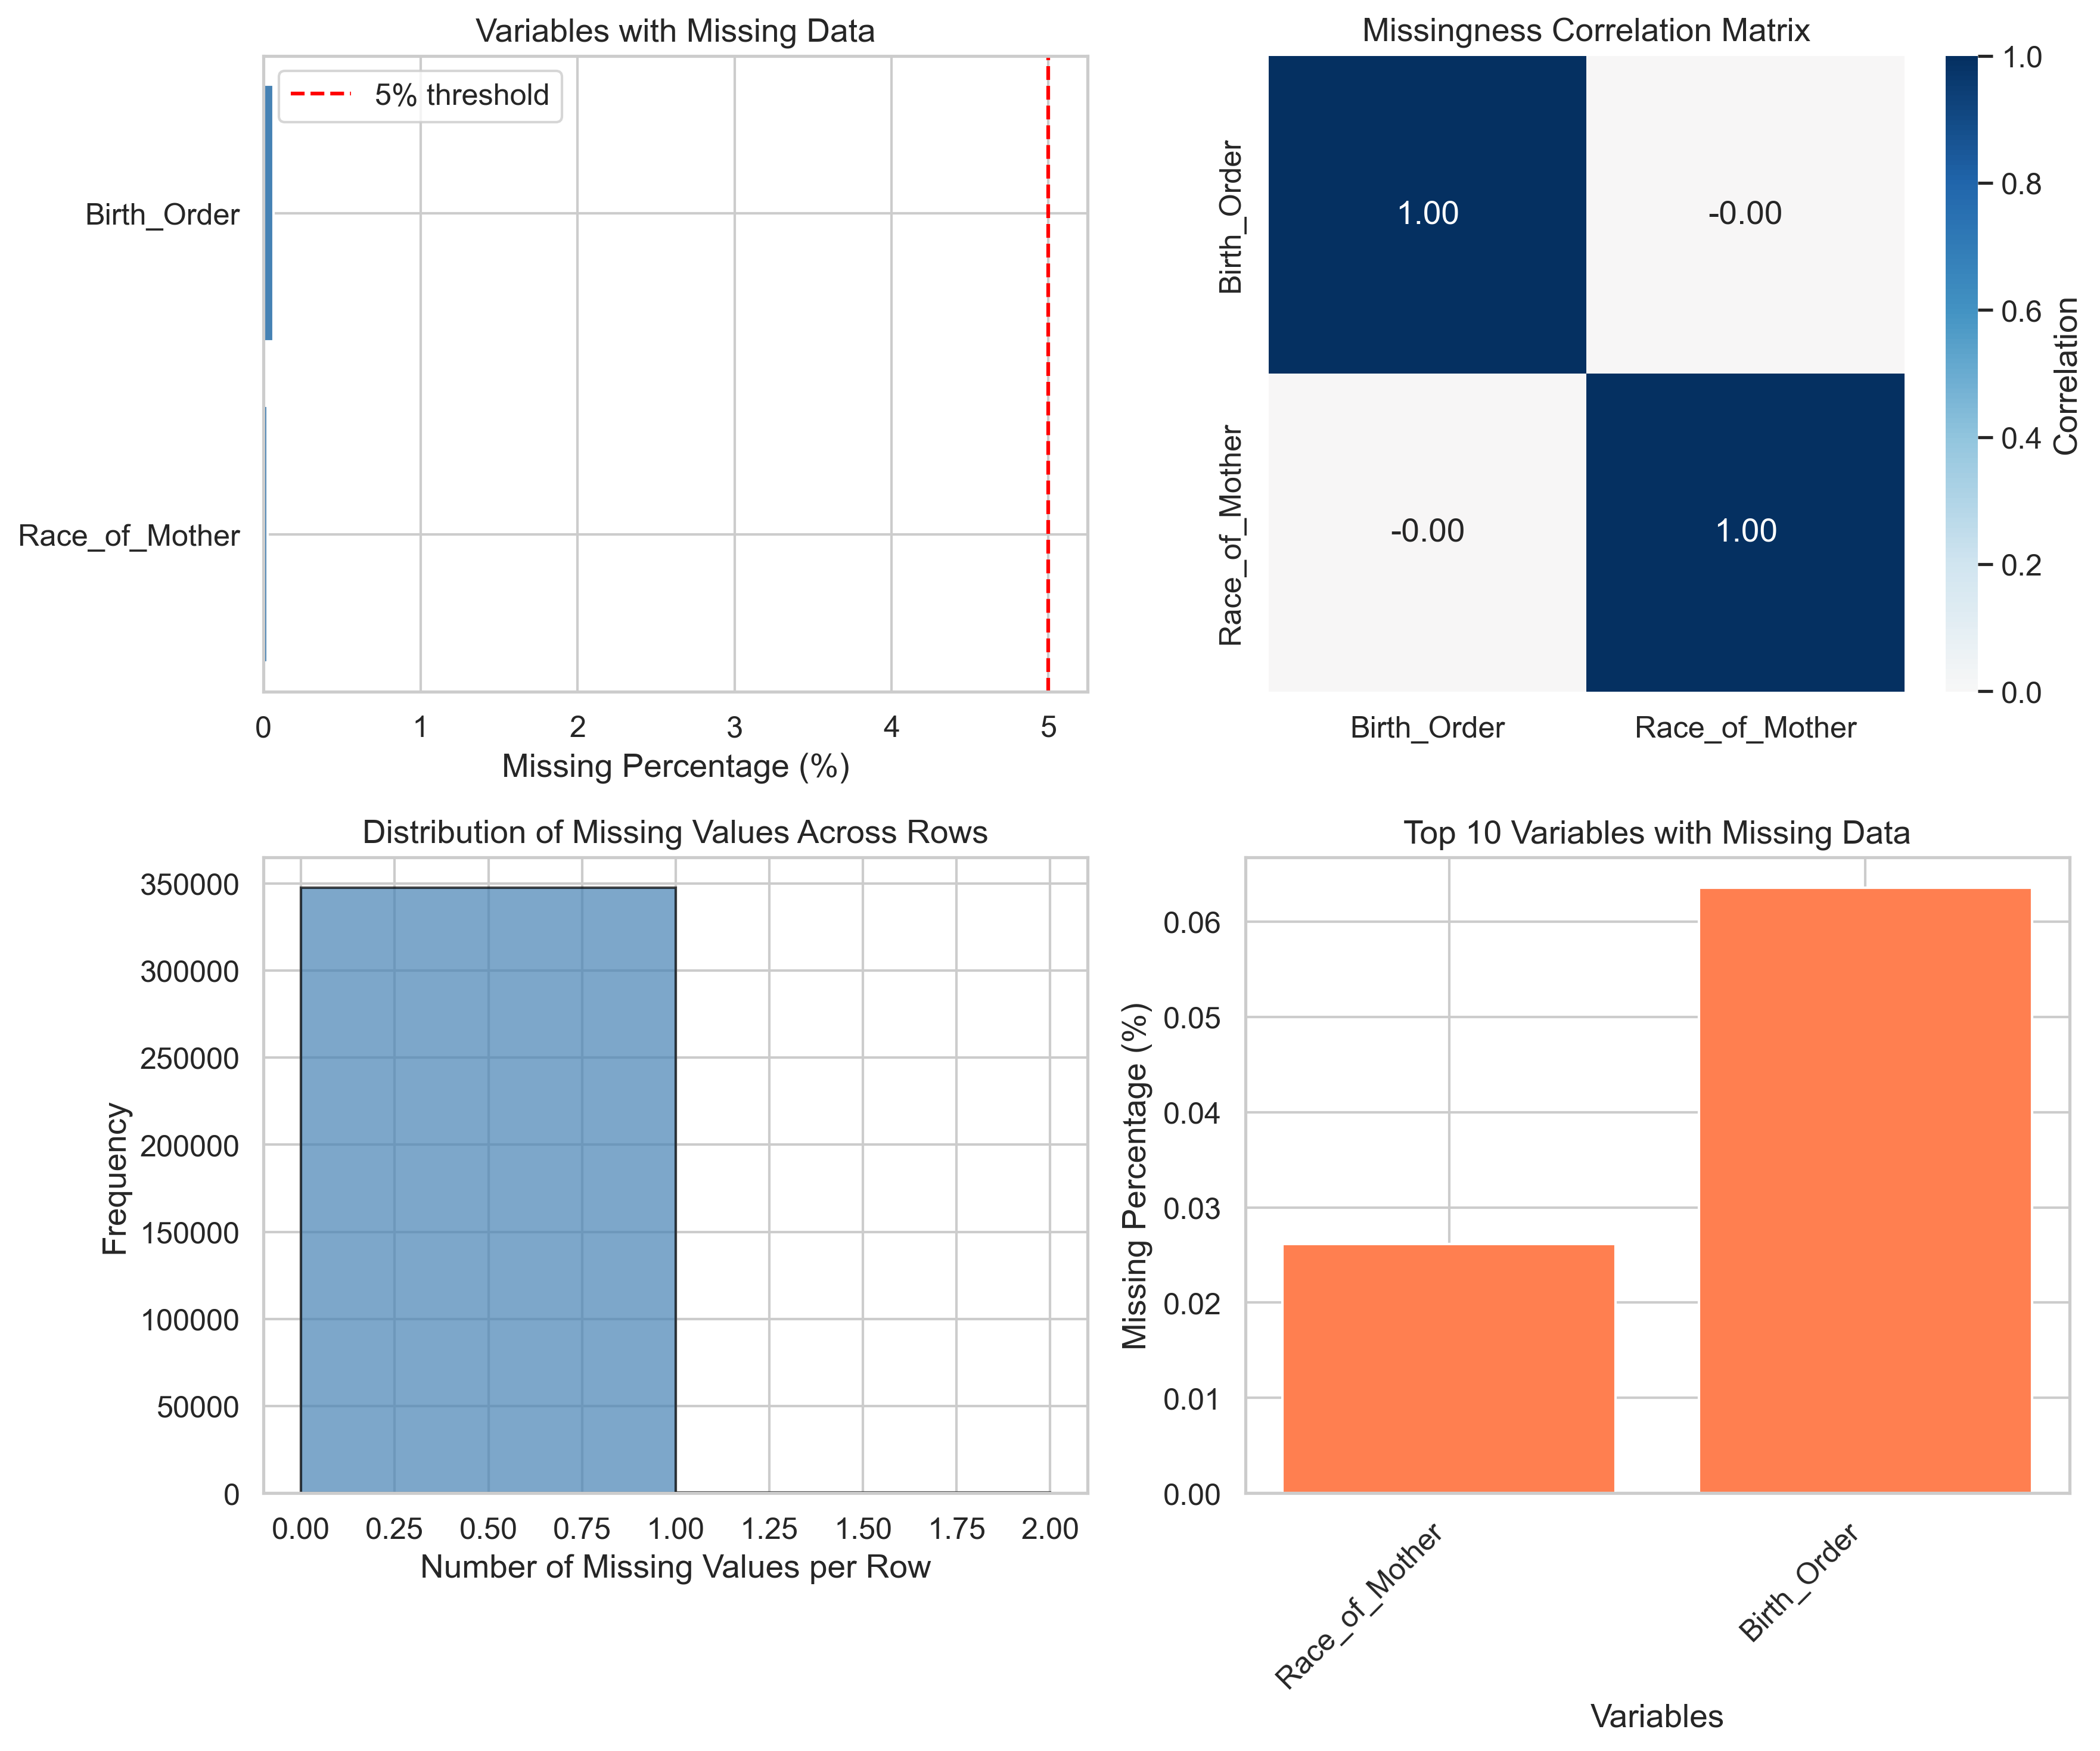 Variables with Missing Data
5% threshold
Birth_Order
Race_of_Mother
0 1 2 3 4 5
Missing Percentage (%)
Missingness Correlation Matrix
Birth_Order
Race_of_Mother
1.00 -0.00
-0.00 1.00
Birth_Order Race_of_Mother
1.0
0.8
0.6
0.4
0.2
0.0
Correlation
Distribution of Missing Values Across Rows
350000
300000
250000
200000
150000
100000
50000
0
Frequency
0.00 0.25 0.50 0.75 1.00 1.25 1.50 1.75 2.00
Number of Missing Values per Row
Top 10 Variables with Missing Data
0.06
0.05
0.04
0.03
0.02
0.01
0.00
Missing Percentage (%)
Race_of_Mother
Birth_Order
Variables